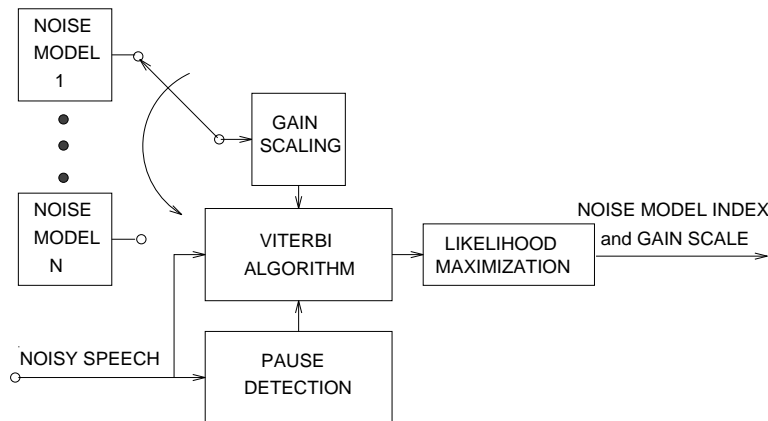 NOISE
MODEL
1
GAIN
SCALING
NOISE
MODEL
N
VITERBI
ALGORITHM
LIKELIHOOD
MAXIMIZATION
NOISE MODEL INDEX
and GAIN SCALE
NOISY SPEECH
PAUSE
DETECTION